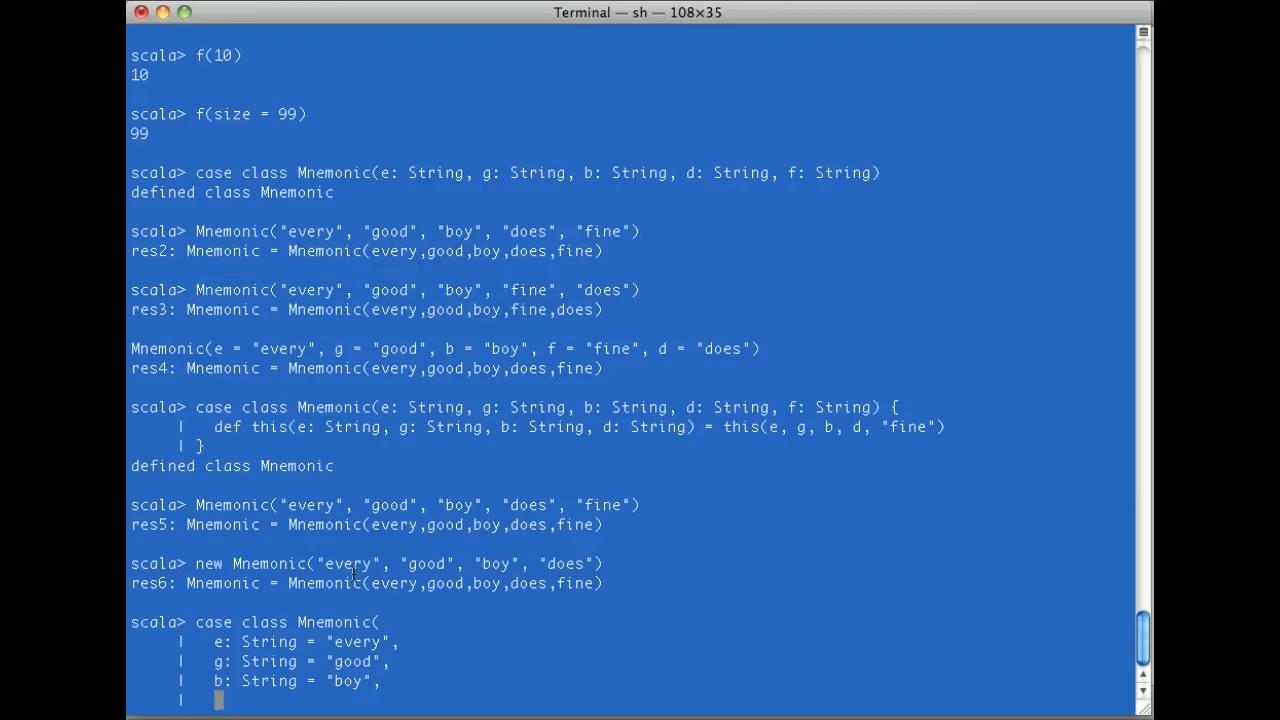 Terminal — sh — 108×35
scala> f(10)
10
scala> f(size = 99)
99
scala> case class Mnemonic(e: String, g: String, b: String, d: String, f: String)
defined class Mnemonic
scala> Mnemonic("every", "good", "boy", "does", "fine")
res2: Mnemonic = Mnemonic(every,good,boy,does,fine)
scala> Mnemonic("every", "good", "boy", "fine", "does")
res3: Mnemonic = Mnemonic(every,good,boy,fine,does)
Mnemonic(e = "every", g = "good", b = "boy", f = "fine", d = "does")
res4: Mnemonic = Mnemonic(every,good,boy,does,fine)
scala> case class Mnemonic(e: String, g: String, b: String, d: String, f: String) {
| def this(e: String, g: String, b: String, d: String) = this(e, g, b, d, "fine")
| }
defined class Mnemonic
scala> Mnemonic("every", "good", "boy", "does", "fine")
res5: Mnemonic = Mnemonic(every,good,boy,does,fine)
scala> new Mnemonic("every", "good", "boy", "does")
res6: Mnemonic = Mnemonic(every,good,boy,does,fine)
scala> case class Mnemonic(
| e: String = "every",
| g: String = "good",
| b: String = "boy",
|